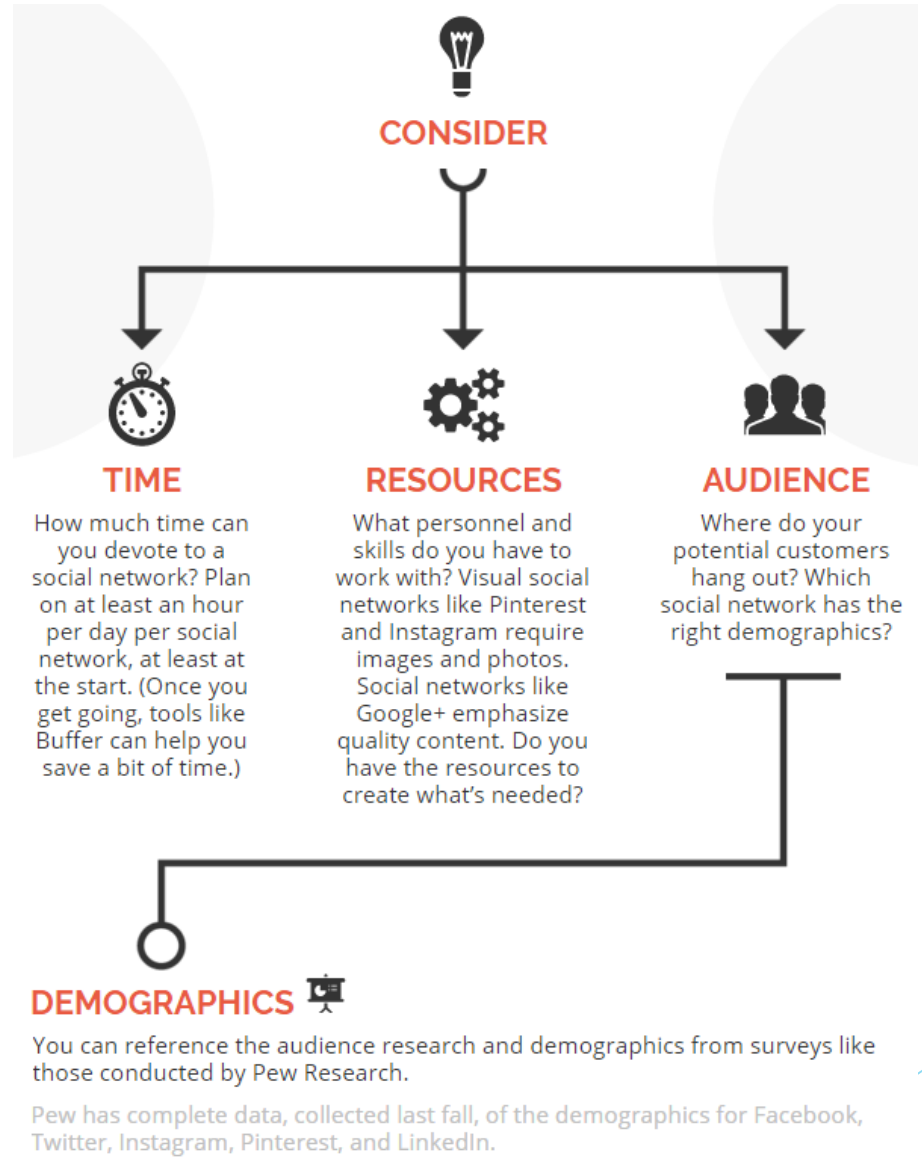 CONSIDER
TIME
How much time can
you devote to a
social network? Plan
on at least an hour
per day per social
network, at least at
the start. (Once you
get going, tools like
Buffer can help you
save a bit of time.)
RESOURCES
What personnel and
skills do you have to
work with? Visual social
networks like Pinterest
and Instagram require
images and photos.
Social networks like
Google+ emphasize
quality content. Do you
have the resources to
create what's needed?
AUDIENCE
Where do your
potential customers
hang out? Which
social network has the
right demographics?
DEMOGRAPHICS
You can reference the audience research and demographics from surveys like
those conducted by Pew Research.
Pew has complete data, collected last fall, of the demographics for Facebook,
Twitter, Instagram, Pinterest, and LinkedIn.